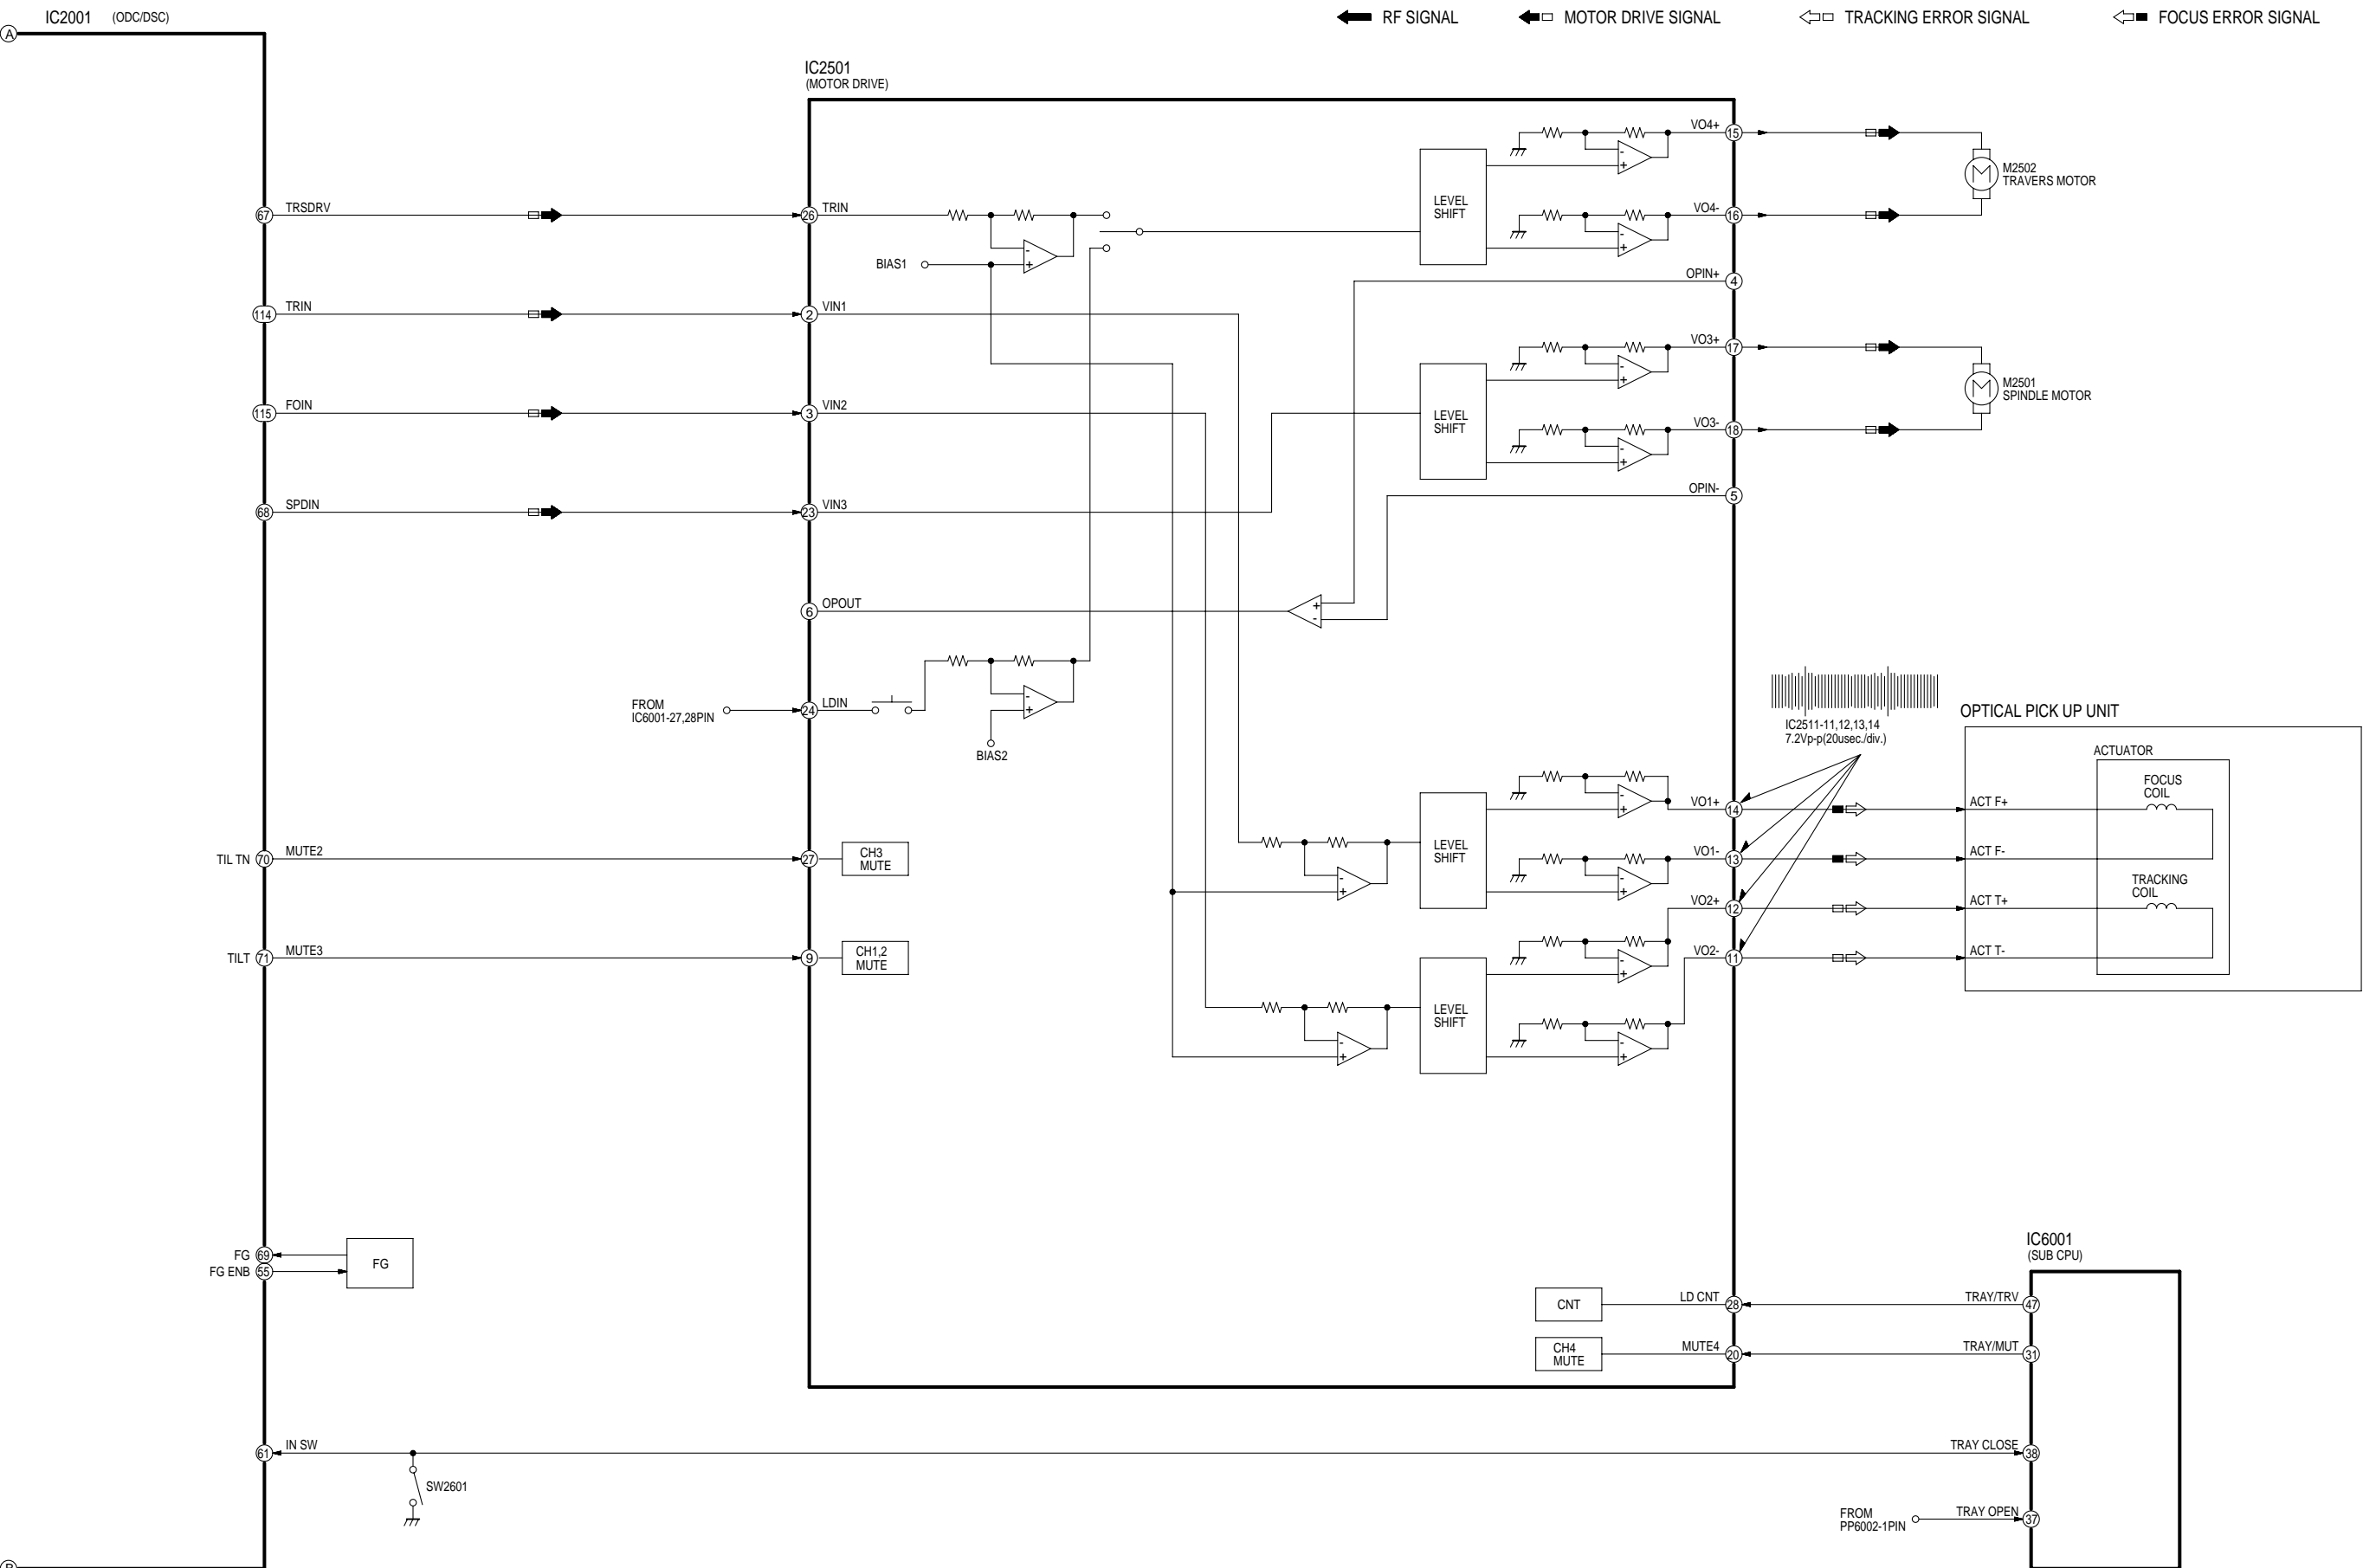 IC2001 (ODC/DSC)
RF SIGNAL
MOTOR DRIVE SIGNAL
TRACKING ERROR SIGNAL
FOCUS ERROR SIGNAL
A
IC2501
(MOTOR DRIVE)
VO4+ 15
M2502
TRAVERS MOTOR
LEVEL
SHIFT
67 TRSDRV
26 TRIN
VO4- 16
BIAS1
OPIN+ 4
114 TRIN
2 VIN1
VO3+ 17
M2501
SPINDLE MOTOR
115 FOIN
3 VIN2
LEVEL
SHIFT
VO3- 18
OPIN- 5
68 SPDIN
23 VIN3
6 OPOUT
FROM
IC6001-27,28PIN
24 LDIN
BIAS2
IC2511-11,12,13,14
7.2Vp-p(20usec./div.)
OPTICAL PICK UP UNIT
ACTUATOR
FOCUS
COIL
VO1+ 14
ACT F+
TIL TN 70 MUTE2
27
CH3
MUTE
LEVEL
SHIFT
VO1- 13
ACT F-
TRACKING
COIL
VO2+ 12
ACT T+
TILT 71 MUTE3
9
CH1,2
MUTE
VO2- 11
ACT T-
LEVEL
SHIFT
FG 69
FG ENB 55
FG
IC6001
(SUB CPU)
CNT
LD CNT 28
TRAY/TRV 47
CH4
MUTE
MUTE4 20
TRAY/MUT 31
61 IN SW
TRAY CLOSE 38
SW2601
FROM
PP6002-1PIN
TRAY OPEN 37
B